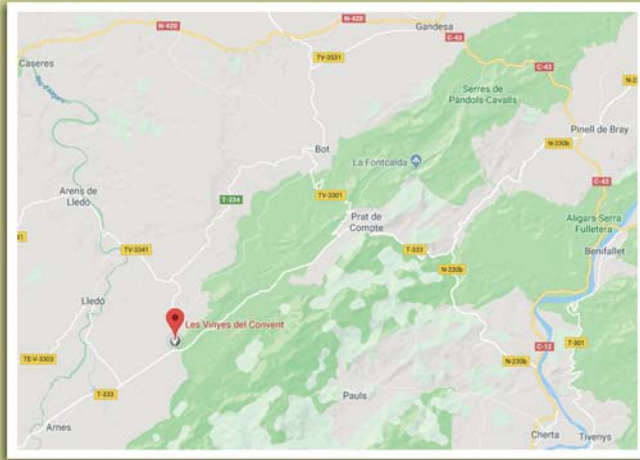 N-420
N-420
Gandesa
C-43
TV-3531
Caseres
C-43
Serres de
Pàndols-Cavalls
Pinell de Bray
N-230b
Bot
La Fontcalda
T-334
C-43
Arens de
Lledó
TV-3301
Prat de
Compte
Aligars-Serra
Fulletera
TV-3341
T-333
Benifallet
N-230b
Lledó
Les Vinyes del Convent
C-12
T-301
TE-V-3303
N-230b
T-333
Pauls
Arnes
Cherta
Tivenys